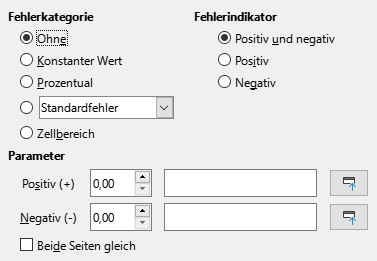 Fehlerkategorie
Ohne
Konstanter Wert
Prozentual
Standardfehler
Zellbereich
Fehlerindikator
Positiv und negativ
Positiv
Negativ
Parameter
Positiv (+) 0,00
Negativ (-) 0,00
Beide Seiten gleich